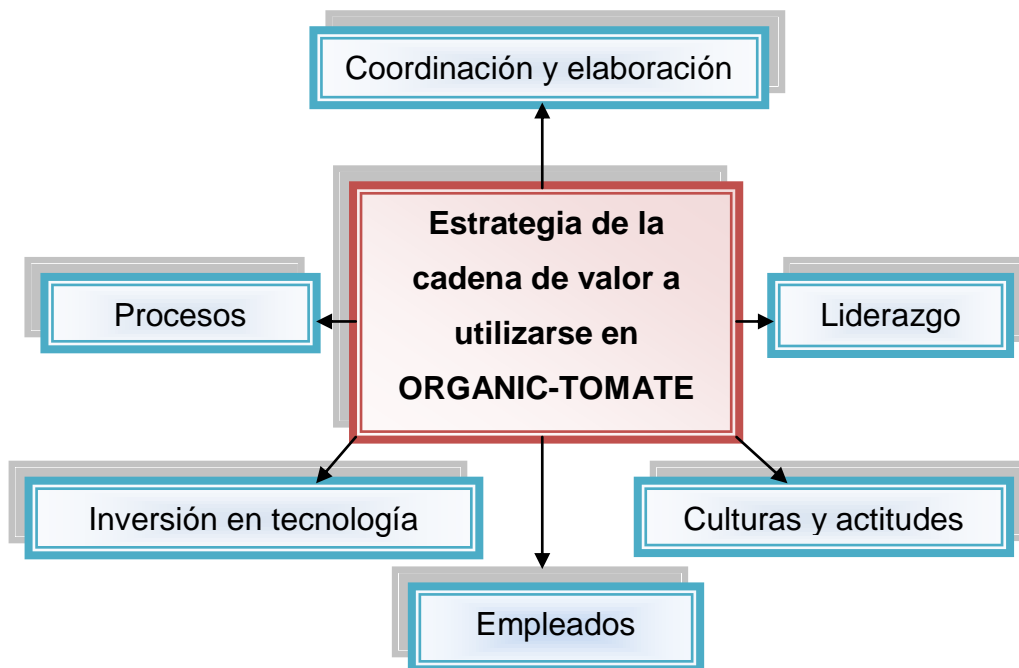 Coordinación y elaboración
Estrategia de la
cadena de valor a
utilizarse en
ORGANIC-TOMATE
Procesos
Liderazgo
Inversión en tecnología
Culturas y actitudes
Empleados